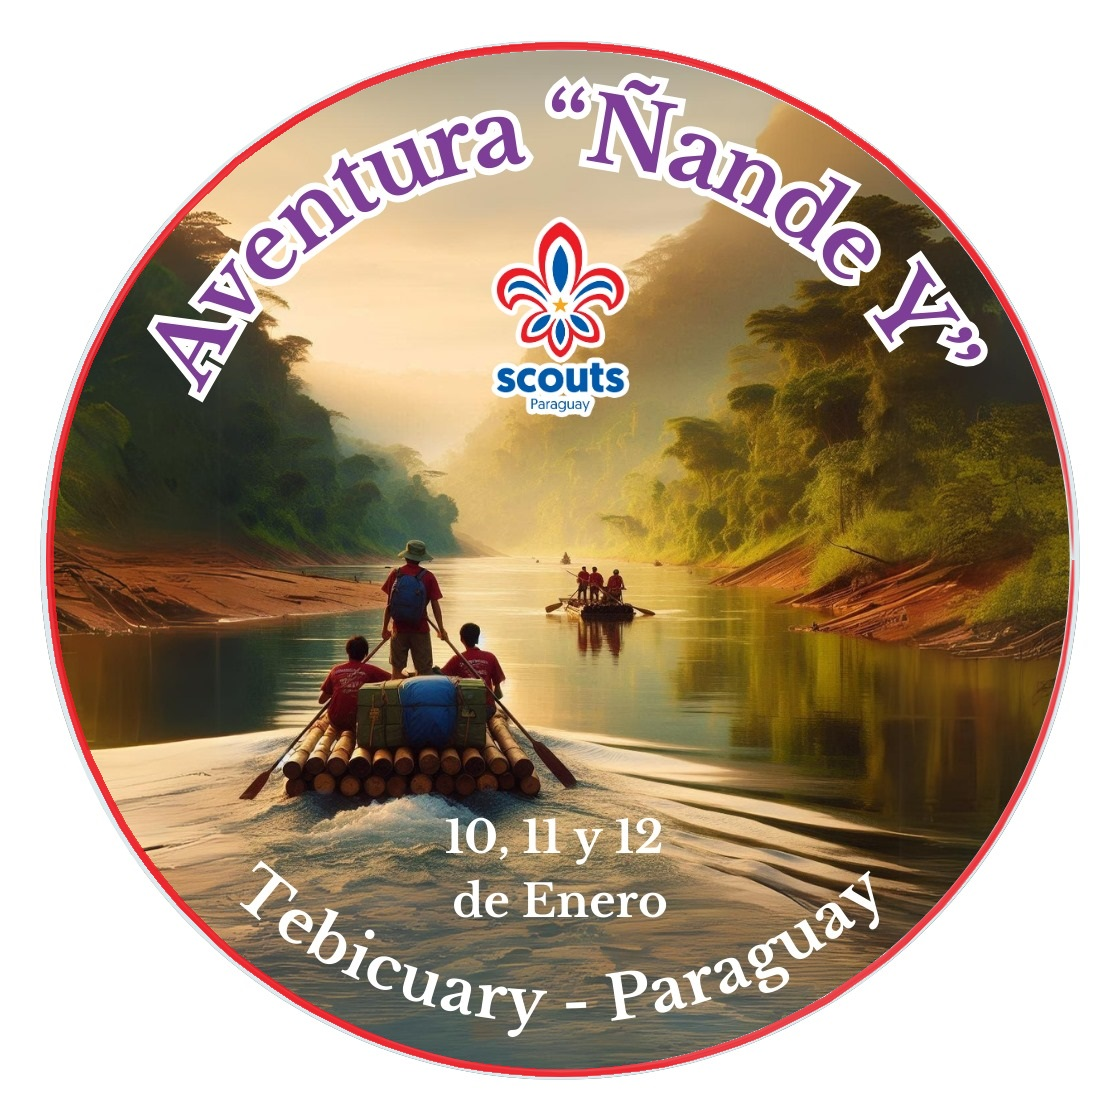 Aventura “Ñande Y”
scouts
Paraguay
10, 11 y 12
de Enero
Tebicuary - Paraguay